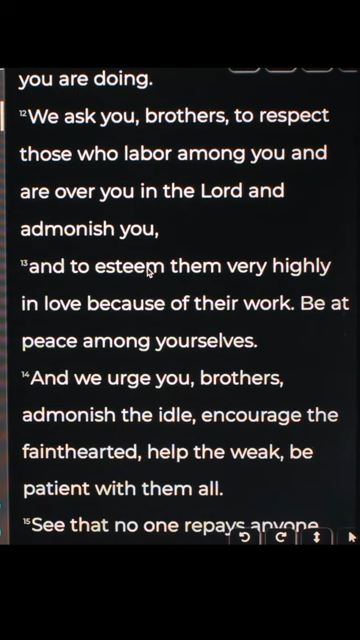 you are doing.
12We ask you, brothers, to respect
those who labor among you and
are over you in the Lord and
admonish you,
13and to esteem them very highly
in love because of their work. Be at
peace among yourselves.
14And we urge you, brothers,
admonish the idle, encourage the
fainthearted, help the weak, be
patient with them all.
15See that no one repays anyone